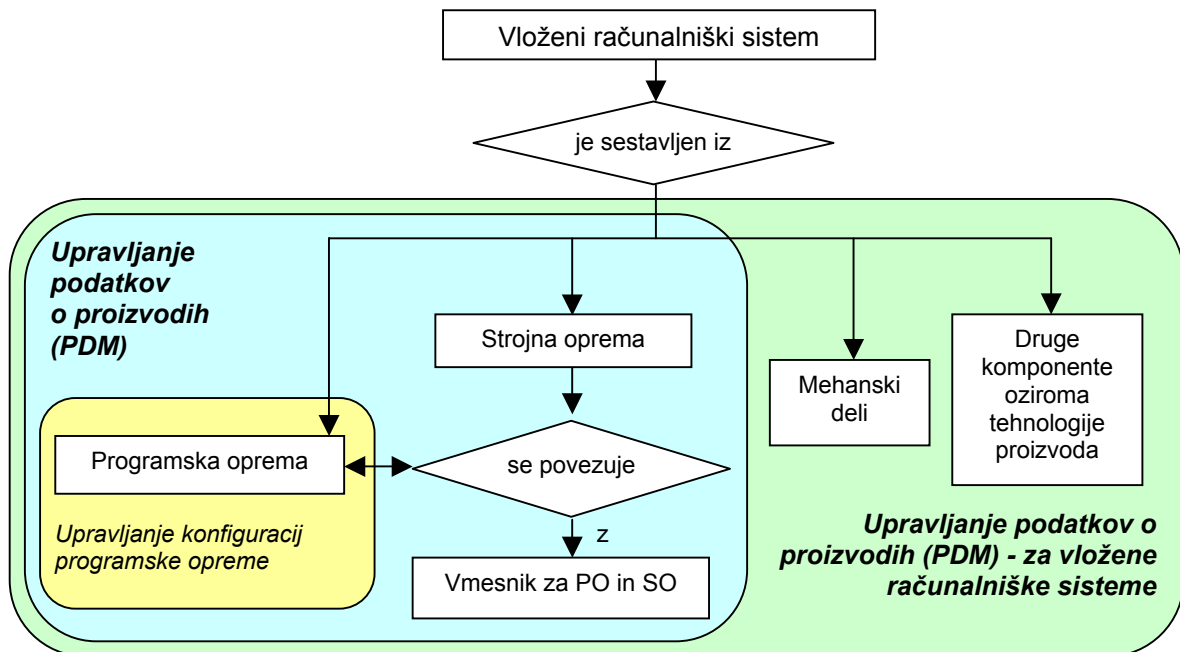 Vloženi računalniški sistem
je sestavljen iz
Upravljanje
podatkov
o proizvodih
(PDM)
Strojna oprema
Mehanski
deli
Druge
komponente
oziroma
tehnologije
proizvoda
Programska oprema
se povezuje
Upravljanje konfiguracij
programske opreme
z
Vmesnik za PO in SO
Upravljanje podatkov o
proizvodih (PDM) - za vložene
računalniške sisteme